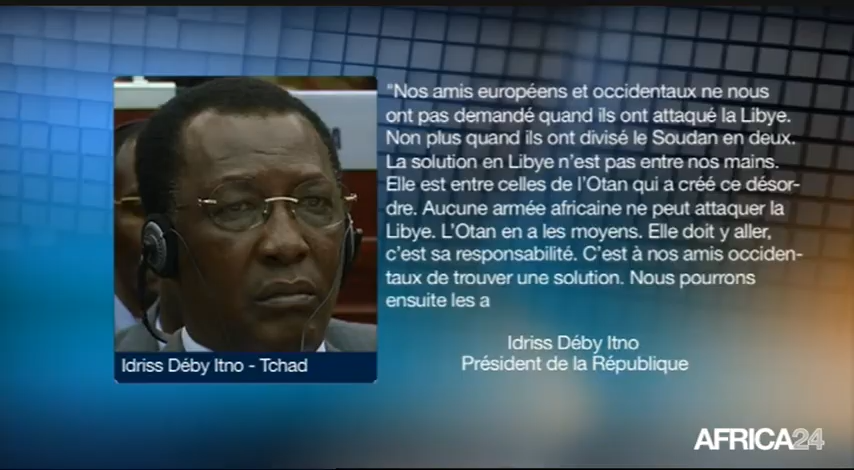 "Nos amis européens et occidentaux ne nous
ont pas demandé quand ils ont attaqué la Libye.
Non plus quand ils ont divisé le Soudan en deux.
La solution en Libye n'est pas entre nos mains.
Elle est entre celles de l'Otan qui a créé ce désor-
dre. Aucune armée africaine ne peut attaquer la
Libye. L'Otan en a les moyens. Elle doit y aller,
c'est sa responsabilité. C'est à nos amis occiden-
taux de trouver une solution. Nous pourrons
ensuite les a
Idriss Déby Itno
Président de la République
Idriss Déby Itno - Tchad
AFRICA24